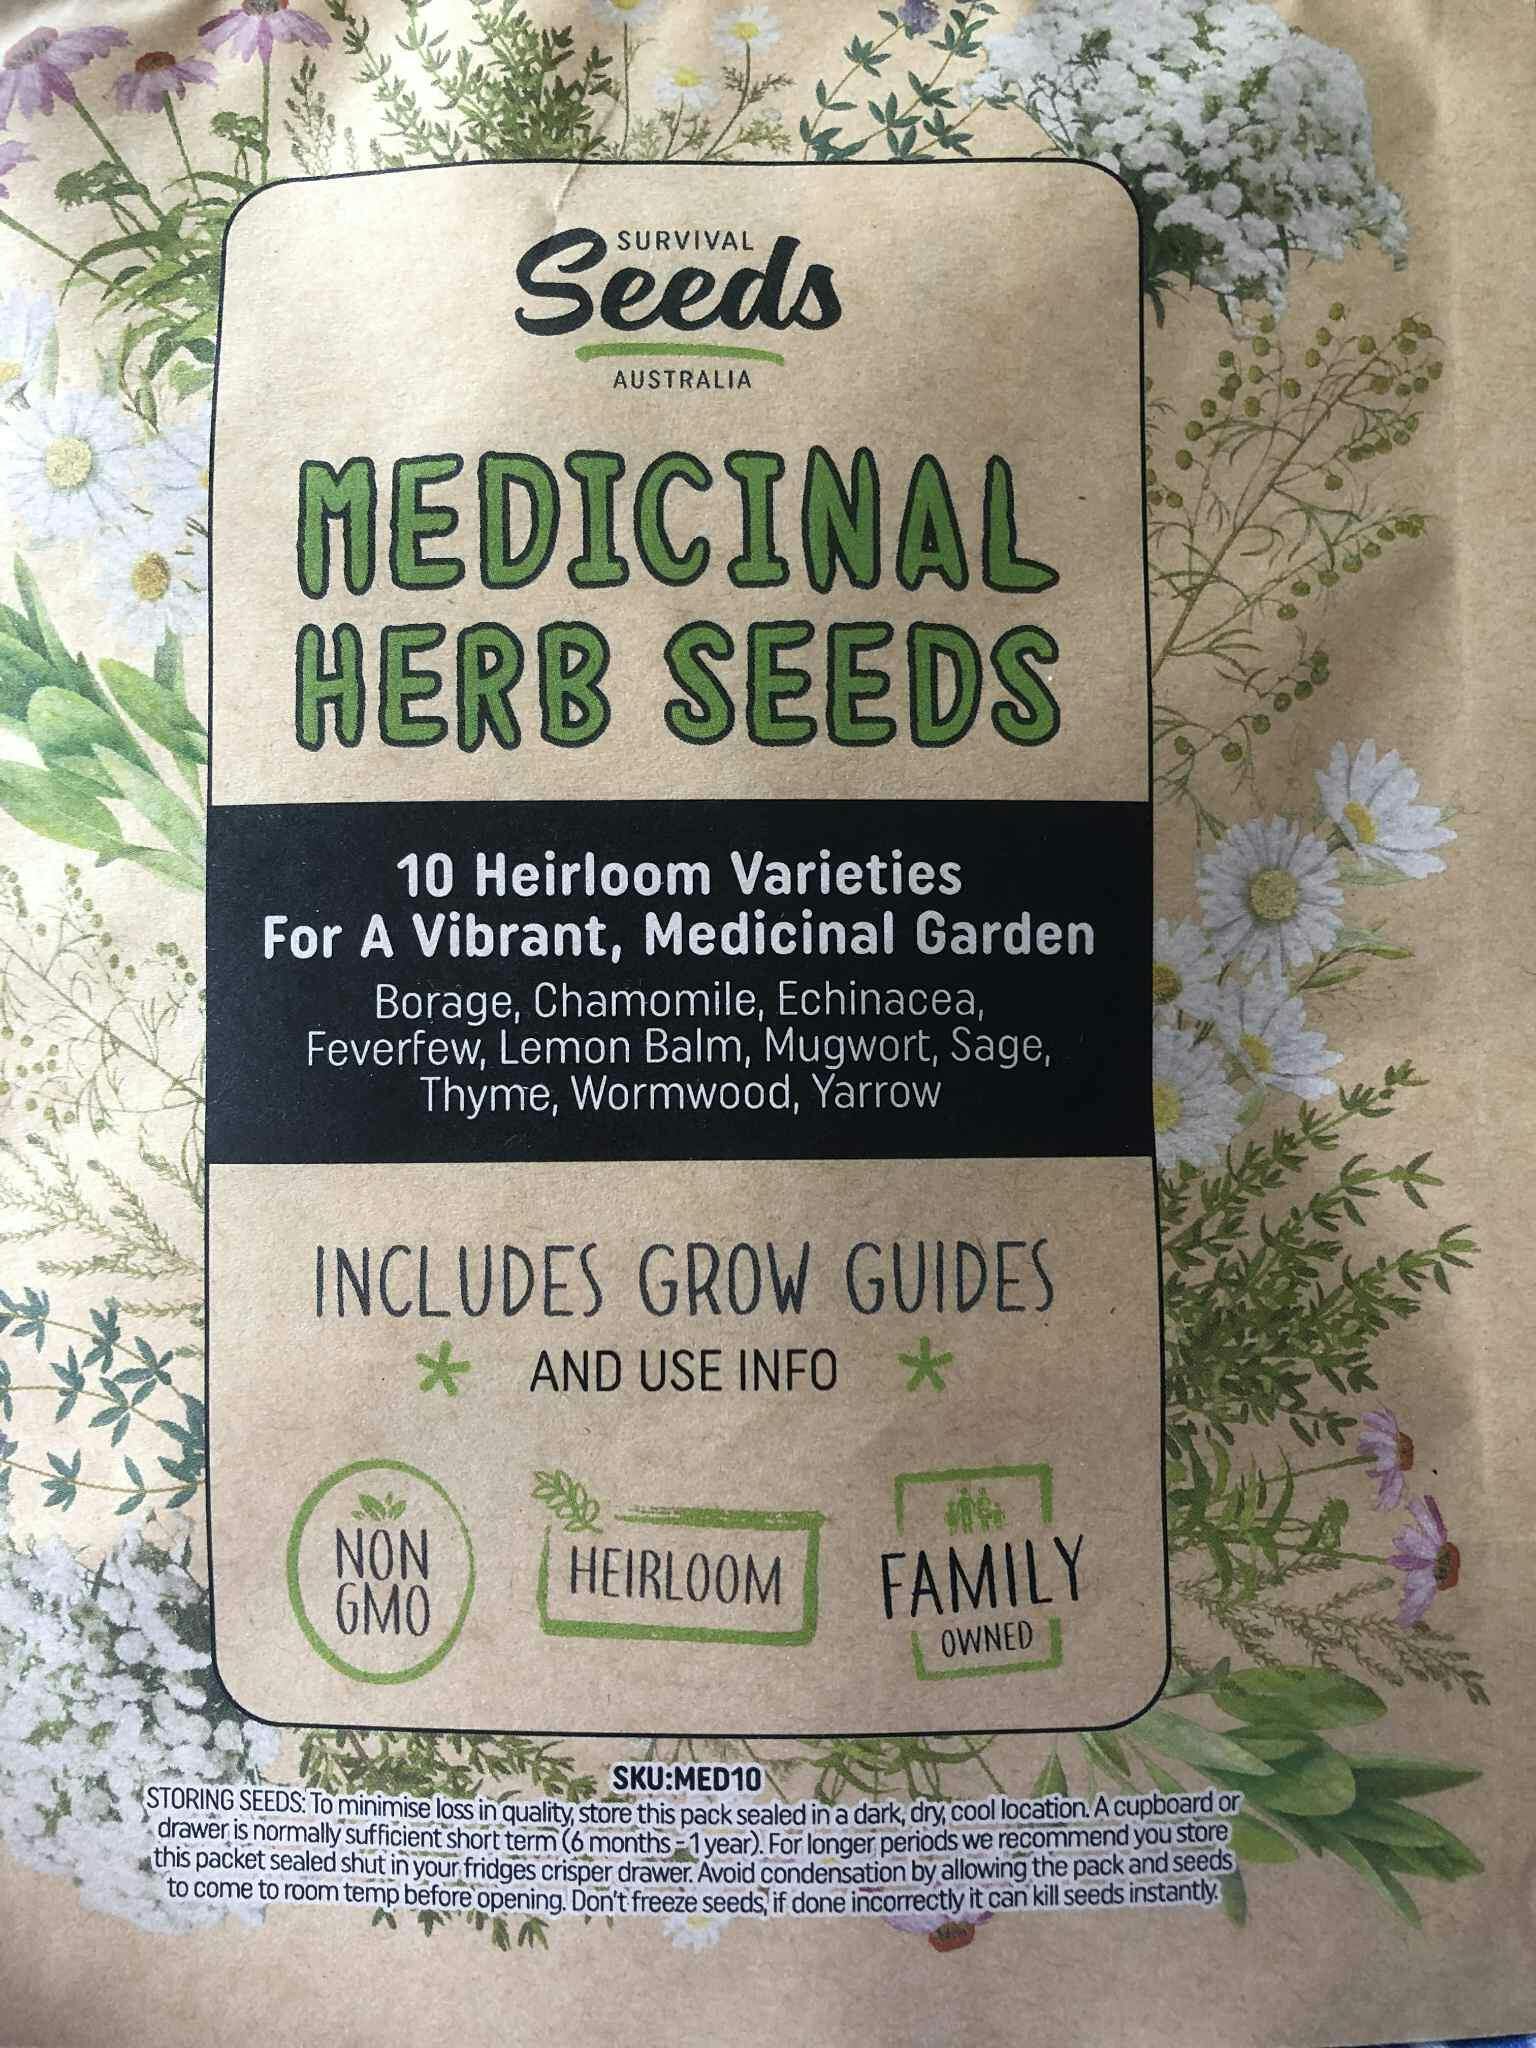 SURVIVAL
Seeds
AUSTRALIA
MEDICINAL
HERB SEEDS
10 Heirloom Varieties
For A Vibrant, Medicinal Garden
Borage, Chamomile, Echinacea,
Feverfew, Lemon Balm, Mugwort, Sage,
Thyme, Wormwood, Yarrow
INCLUDES GROW GUIDES
AND USE INFO
NON
GMO
HEIRLOOM
FAMILY
OWNED
SKU:MED10
STORING SEEDS: To minimise loss in quality, store this pack sealed in a dark, dry, cool location. A cupboard or
drawer is normally sufficient short term (6 months - 1 year). For longer periods we recommend you store
this packet sealed shut in your fridges crisper drawer. Avoid condensation by allowing the pack and seeds
to come to room temp before opening. Don't freeze seeds, if done incorrectly it can kill seeds instantly.